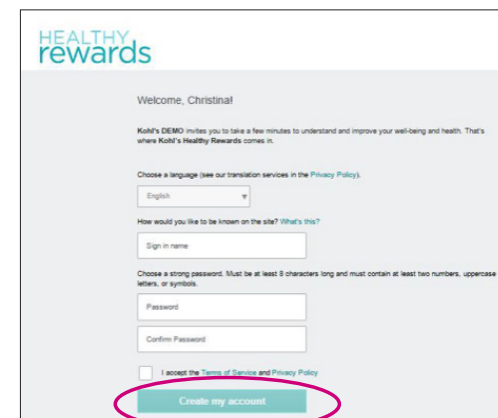 HEALTHY
rewards
Welcome, Christina!
Kohl's DEMO invites you to take a few minutes to understand and improve your well-being and health. That's
where Kohl's Healthy Rewards comes in.
Choose a language (see our translation services in the Privacy Policy).
English
How would you like to be known on the site? What's this?
Sign in name
Choose a strong password. Must be at least 8 characters long and must contain at least two numbers, uppercase
letters, or symbols.
Password
Confirm Password
I accept the Terms of Service and Privacy Policy
Create my account